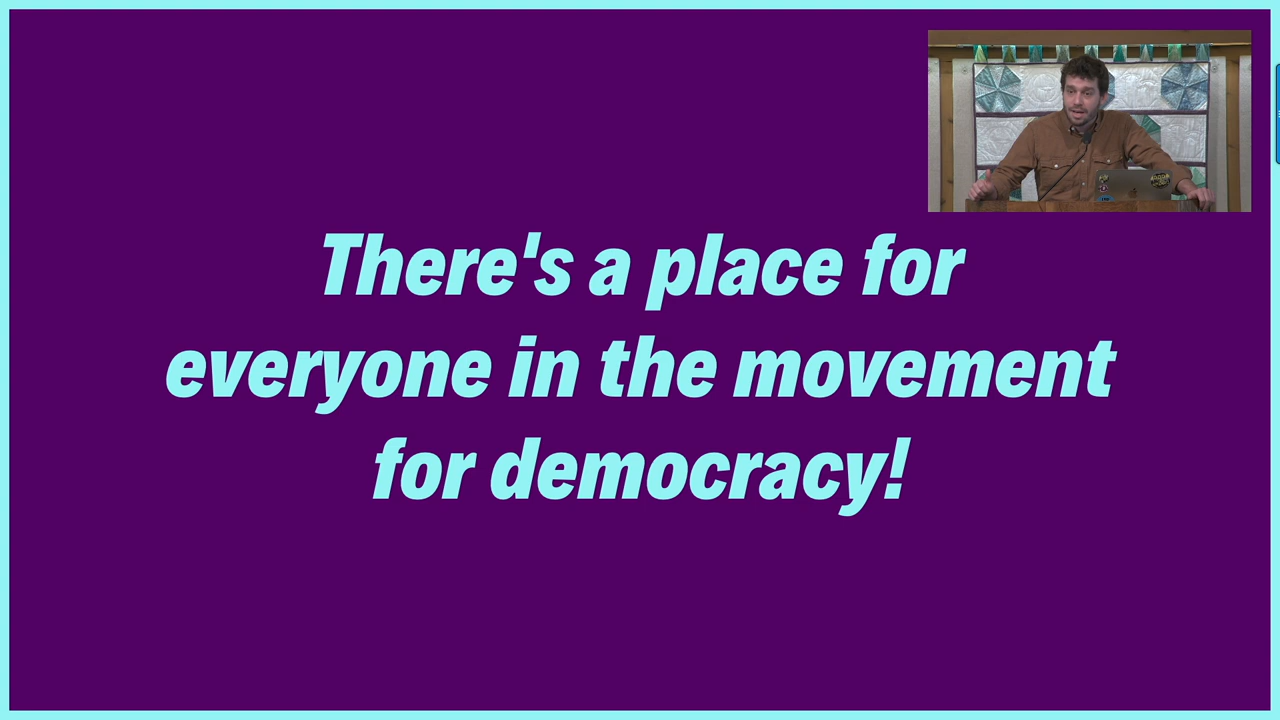 There's a place for
everyone in the movement
for democracy!